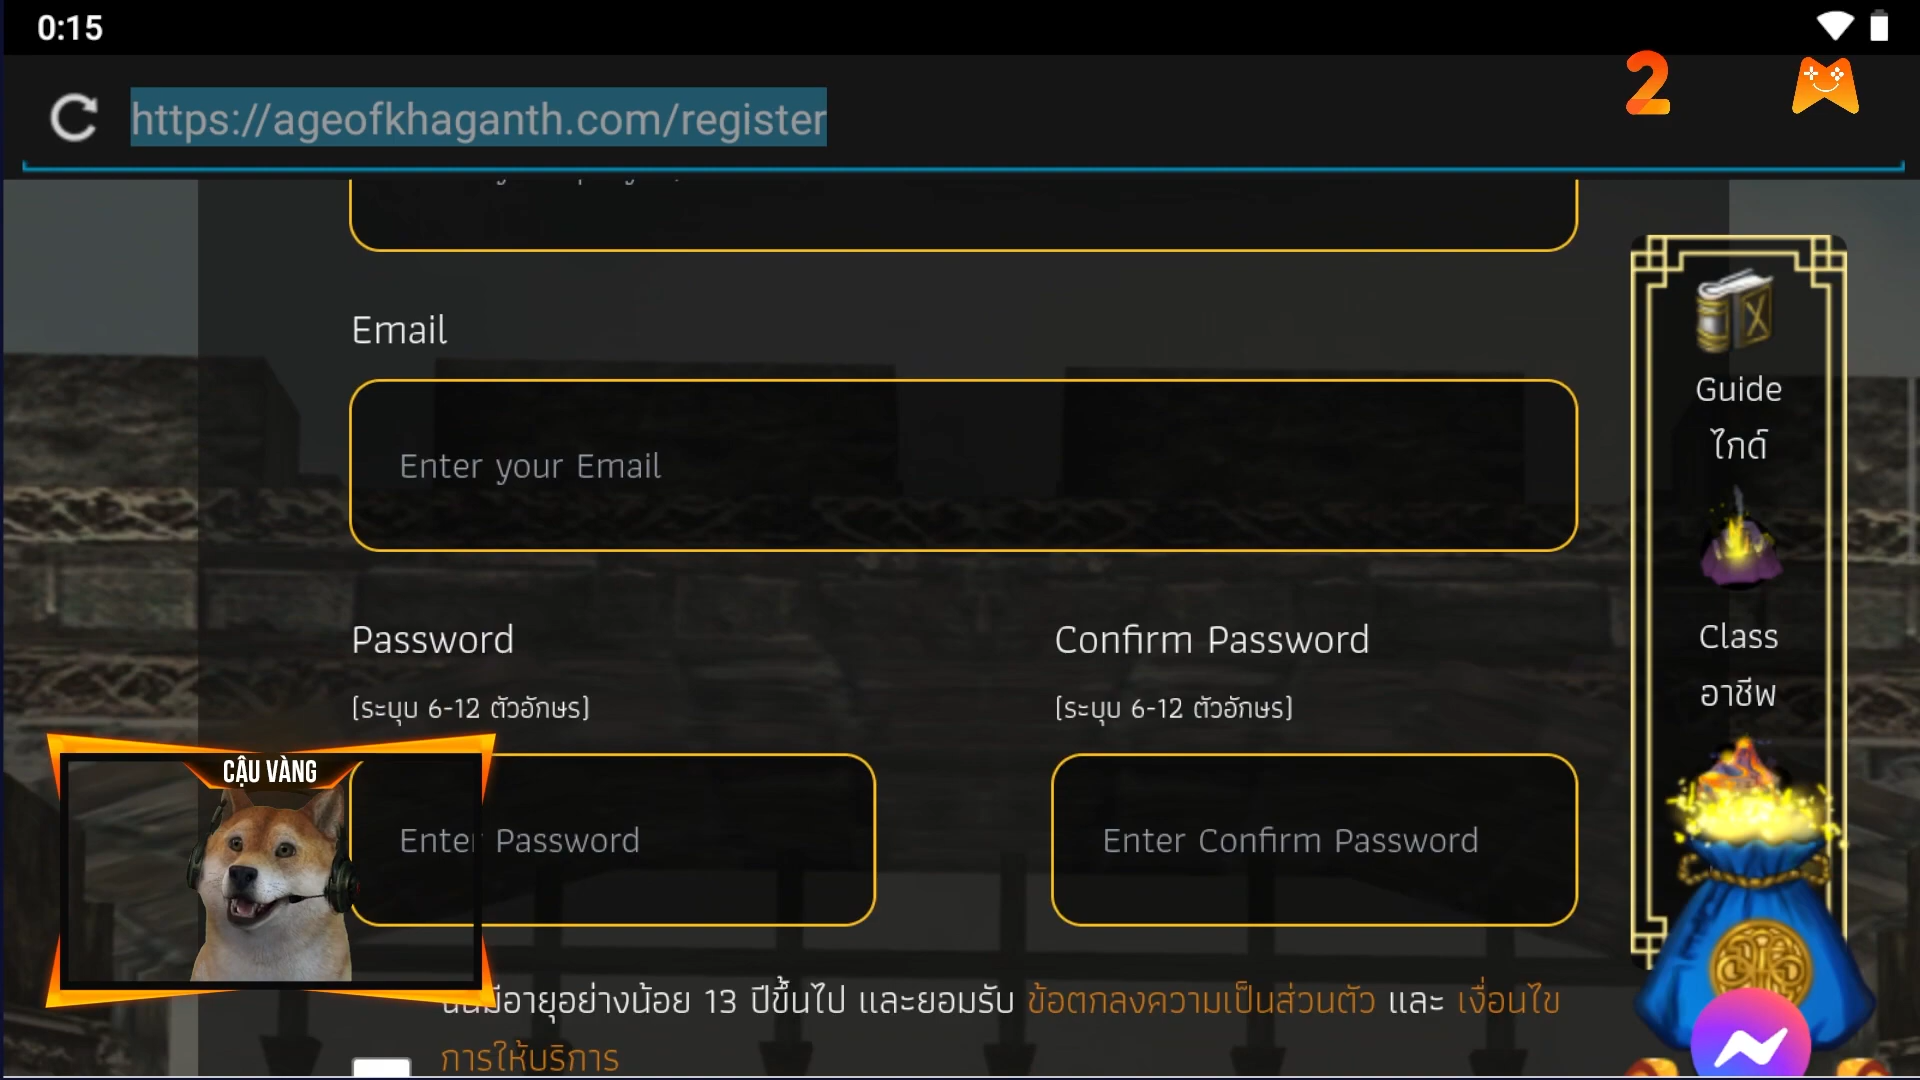 0:15
https://ageofkhaganth.com/register
2
Email
Enter your Email
Guide
ไกด์
Password
Confirm Password
(ระบุบ 6-12 ตัวอักษร)
(ระบุบ 6-12 ตัวอักษร)
Class
อาชีพ
CẬU VÀNG
Enter Password
Enter Confirm Password
ฉันมีอายุอย่างน้อย 13 ปีขึ้นไป และยอมรับ ข้อตกลงความเป็นส่วนตัว และ เงื่อนไข
การให้บริการ